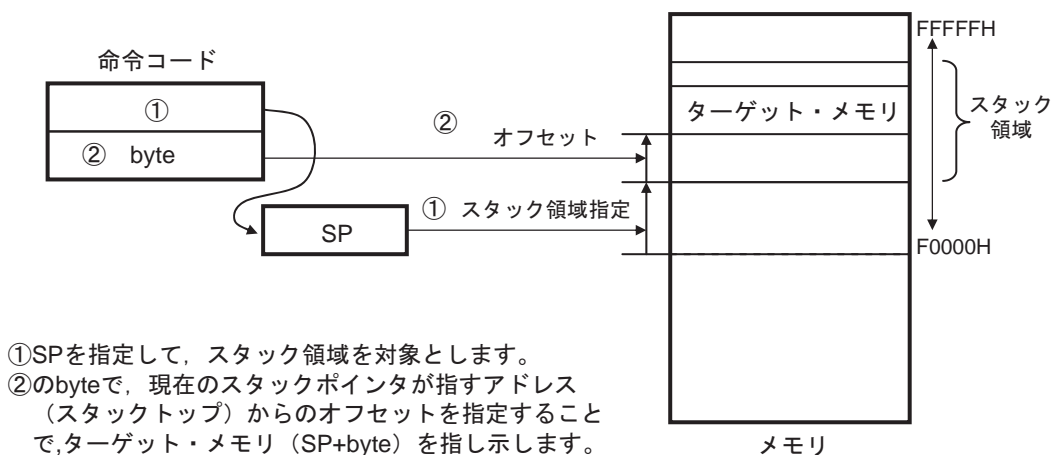 命令コード
①
② byte
SP
②
オフセット
① スタック領域指定
ターゲット・メモリ
FFFFFH
スタック
領域
F0000H
メモリ
①SPを指定して，スタック領域を対象とします。
②のbyteで，現在のスタックポインタが指すアドレス
（スタックトップ）からのオフセットを指定すること
で,ターゲット・メモリ（SP+byte）を指し示します。